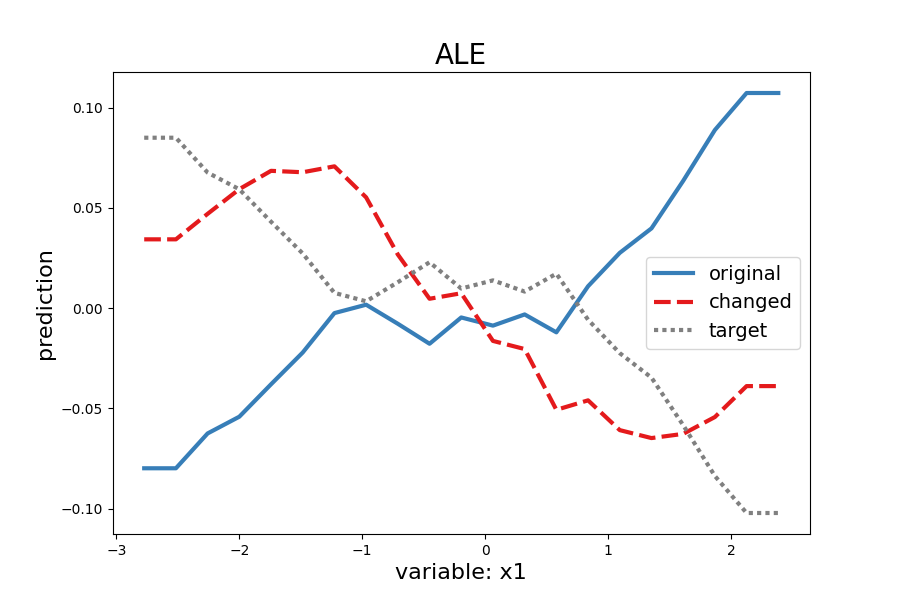 ALE
0.10
0.05
0.00
−0.05
−0.10
prediction
original
changed
target
−3
−2
−1
0
1
2
variable: x1